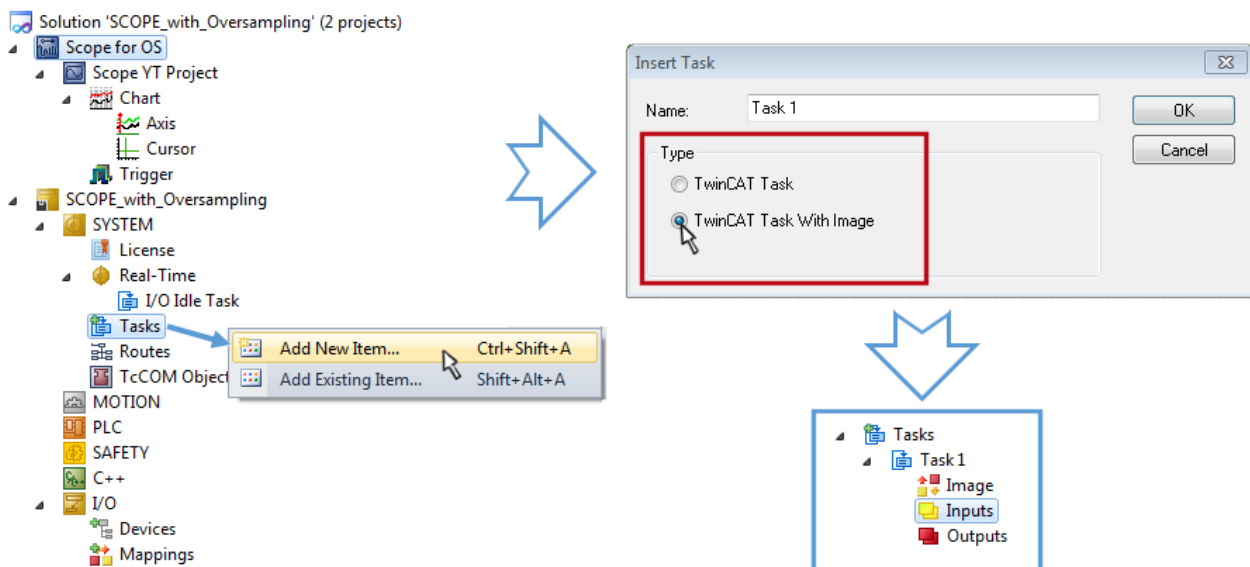 Solution 'SCOPE_with_Oversampling' (2 projects)
Scope for OS
Scope YT Project
Chart
Axis
Cursor
Trigger
SCOPE_with_Oversampling
SYSTEM
License
Real-Time
I/O Idle Task
Tasks
Routes
TcCOM Object
MOTION
PLC
SAFETY
C++
I/O
Devices
Mappings
Add New Item... Ctrl+Shift+A
Add Existing Item... Shift+Alt+A
Insert Task
Name: Task 1
OK
Cancel
Type
TwinCAT Task
TwinCAT Task With Image
Tasks
Task 1
Image
Inputs
Outputs